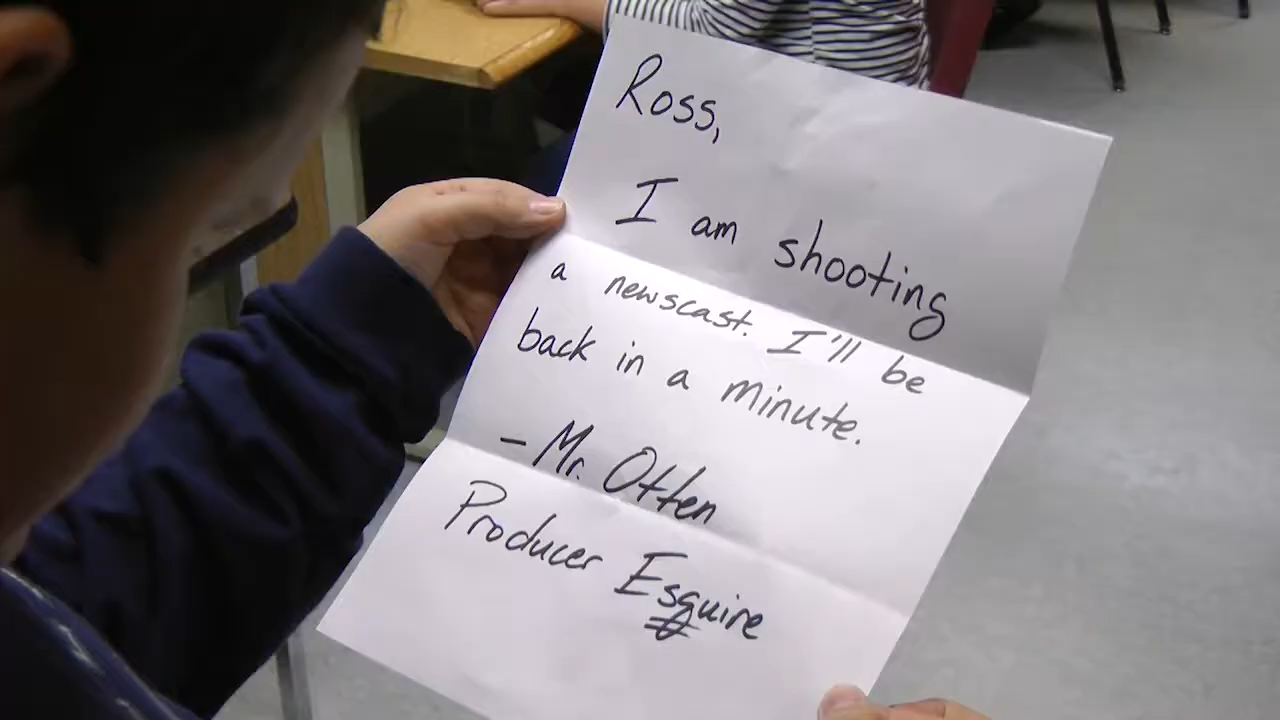 Ross,
I am shooting
a newscast. I'll be
back in a minute.
- Mr. Otten
Producer Esquire